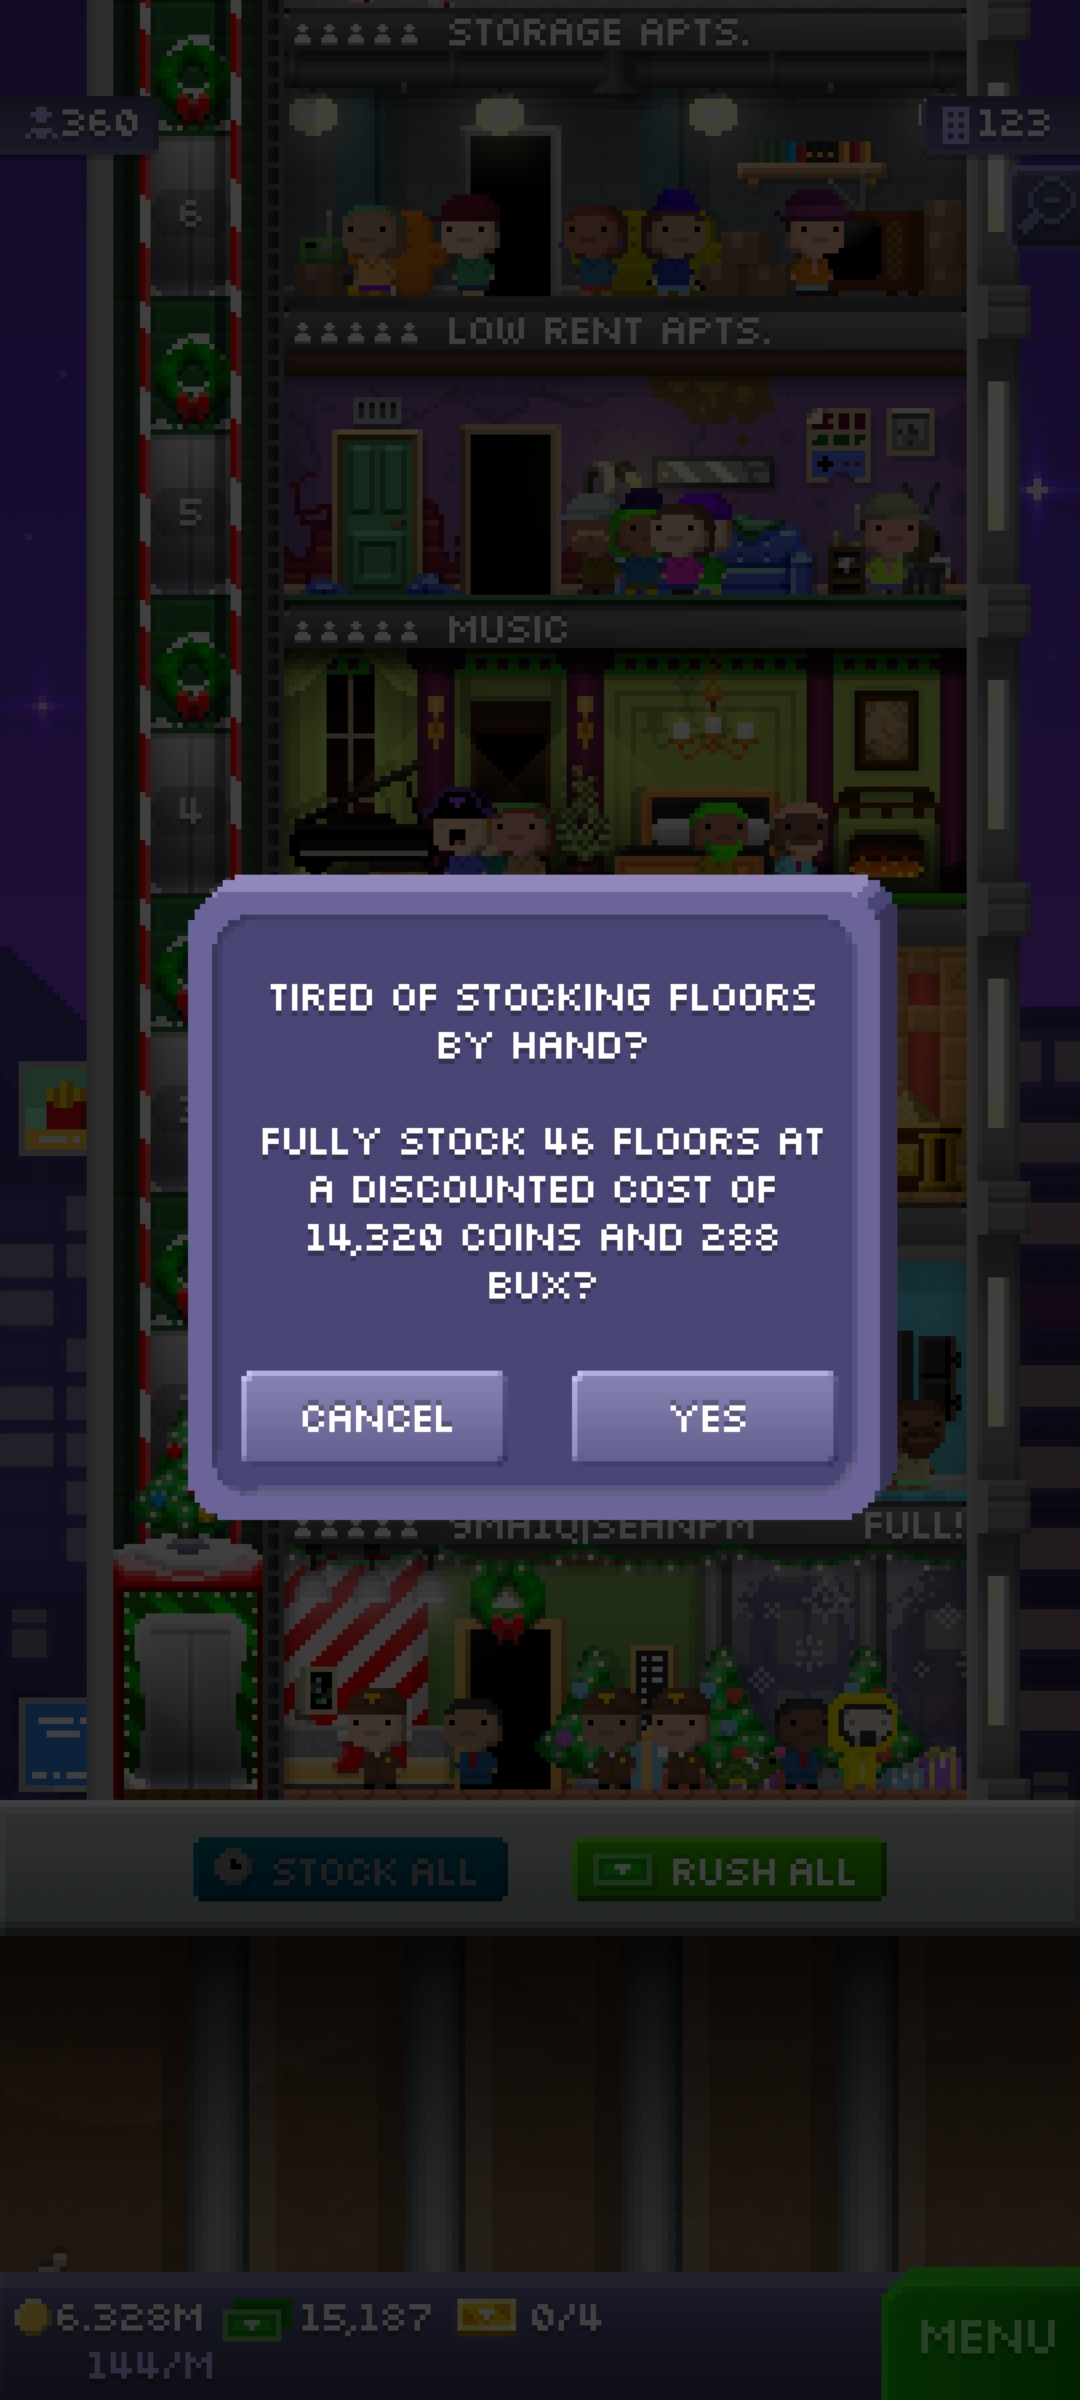 STORAGE APTS.
360
123
6
LOW RENT APTS.
5
MUSIC
4
TIRED OF STOCKING FLOORS
BY HAND?
FULLY STOCK 46 FLOORS AT
A DISCOUNTED COST OF
14,320 COINS AND 288
BUX?
CANCEL
YES
FULL!
STOCK ALL
RUSH ALL
6.328M
15,187
0/4
144/M
MENU